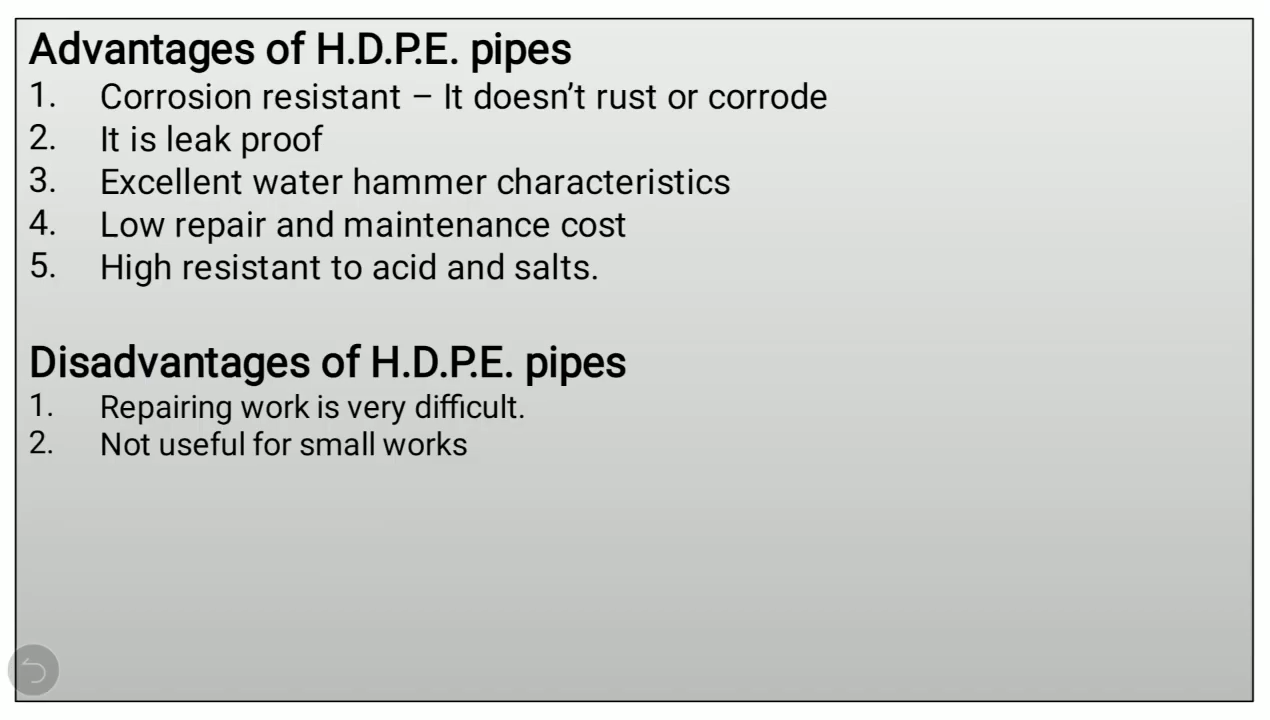 Advantages of H.D.P.E. pipes
1. Corrosion resistant – It doesn't rust or corrode
2. It is leak proof
3. Excellent water hammer characteristics
4. Low repair and maintenance cost
5. High resistant to acid and salts.
Disadvantages of H.D.P.E. pipes
1. Repairing work is very difficult.
2. Not useful for small works